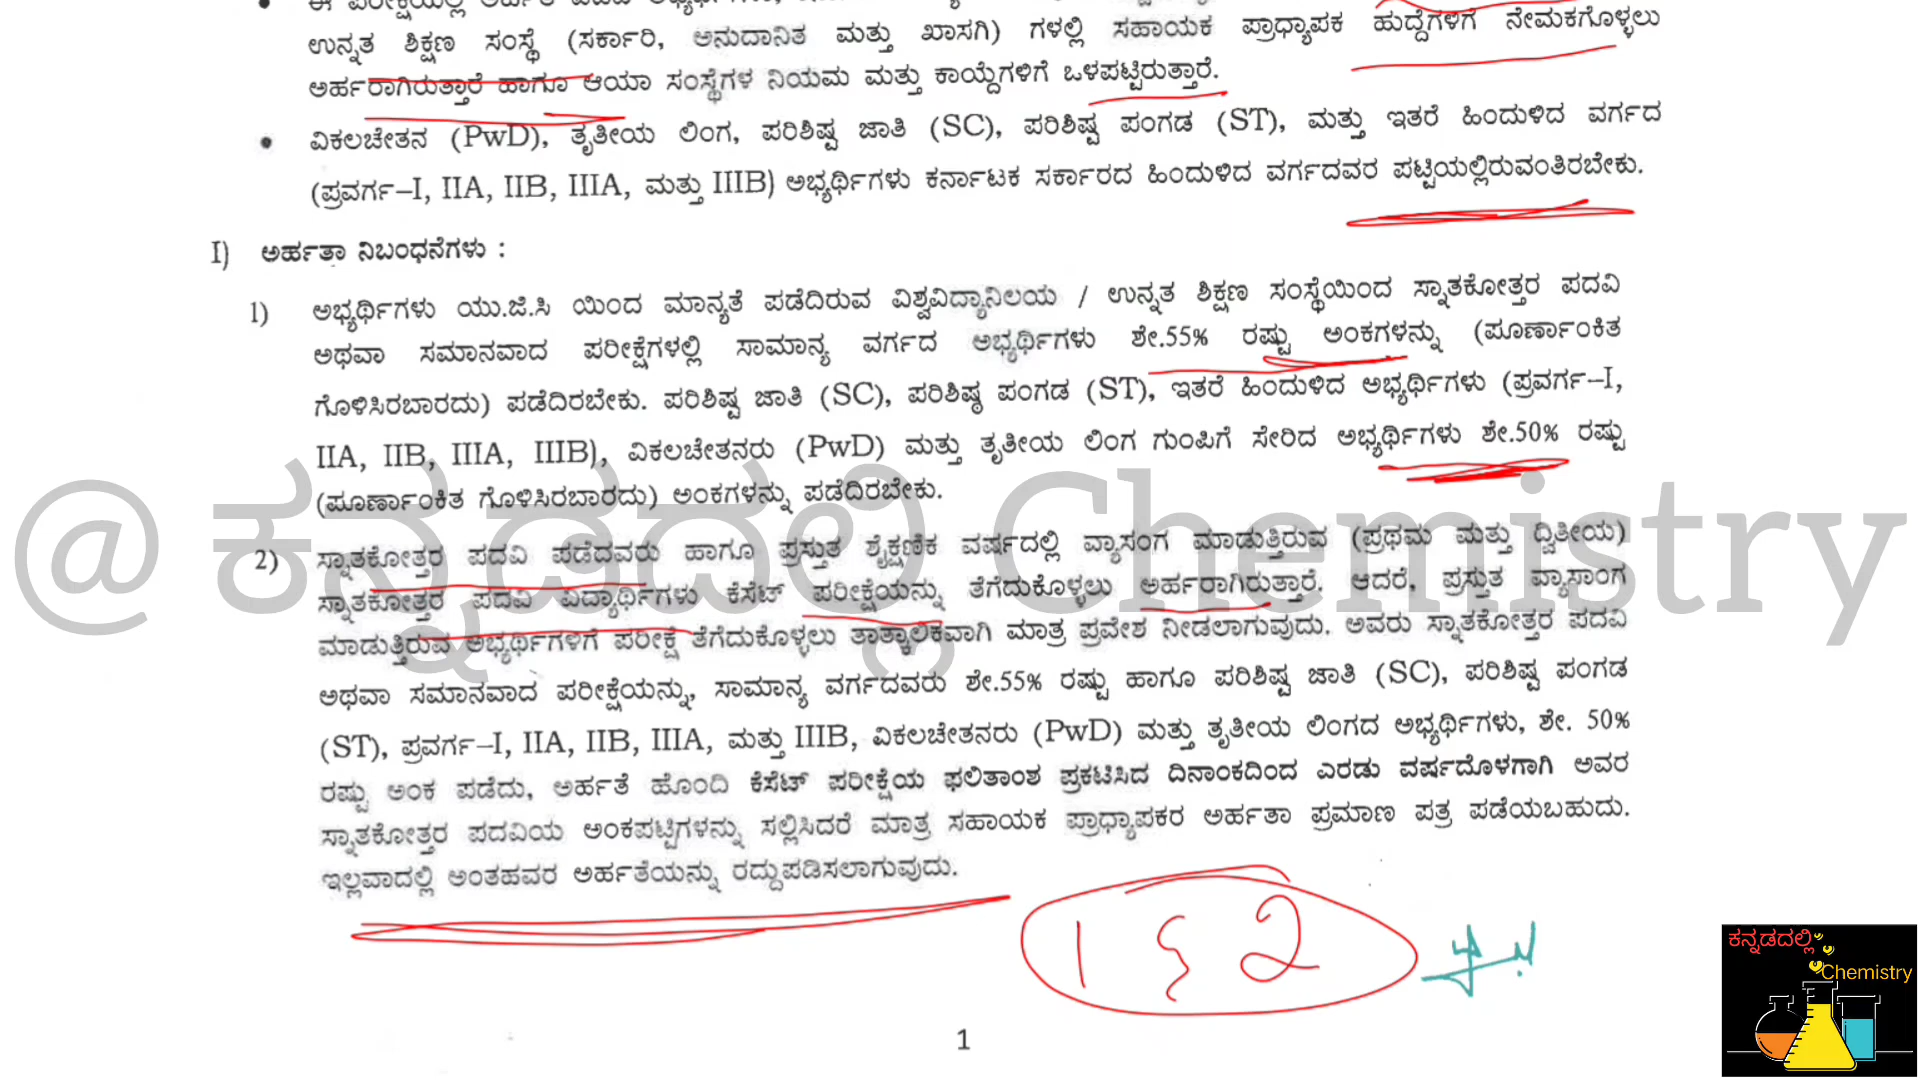 ಉನ್ನತ ಶಿಕ್ಷಣ ಸಂಸ್ಥೆ (ಸರ್ಕಾರಿ, ಅನುದಾನಿತ ಮತ್ತು ಖಾಸಗಿ) ಗಳಲ್ಲಿ ಸಹಾಯಕ ಪ್ರಾಧ್ಯಾಪಕ ಹುದ್ದೆಗಳಿಗೆ ನೇಮಕಗೊಳ್ಳಲು
ಅರ್ಹರಾಗಿರುತ್ತಾರೆ ಹಾಗೂ ಆಯಾ ಸಂಸ್ಥೆಗಳ ನಿಯಮ ಮತ್ತು ಕಾಯ್ದೆಗಳಿಗೆ ಒಳಪಟ್ಟಿರುತ್ತಾರೆ.
• ವಿಕಲಚೇತನ (PwD), ತೃತೀಯ ಲಿಂಗ, ಪರಿಶಿಷ್ಟ ಜಾತಿ (SC), ಪರಿಶಿಷ್ಟ ಪಂಗಡ (ST), ಮತ್ತು ಇತರೆ ಹಿಂದುಳಿದ ವರ್ಗದ
(ಪ್ರವರ್ಗ–I, IIA, IIB, IIIA, ಮತ್ತು IIIB) ಅಭ್ಯರ್ಥಿಗಳು ಕರ್ನಾಟಕ ಸರ್ಕಾರದ ಹಿಂದುಳಿದ ವರ್ಗದವರ ಪಟ್ಟಿಯಲ್ಲಿರುವಂತಿರಬೇಕು.
I) ಅರ್ಹತಾ ನಿಬಂಧನೆಗಳು :
1) ಅಭ್ಯರ್ಥಿಗಳು ಯು.ಜಿ.ಸಿ ಯಿಂದ ಮಾನ್ಯತೆ ಪಡೆದಿರುವ ವಿಶ್ವವಿದ್ಯಾನಿಲಯ / ಉನ್ನತ ಶಿಕ್ಷಣ ಸಂಸ್ಥೆಯಿಂದ ಸ್ನಾತಕೋತ್ತರ ಪದವಿ
ಅಥವಾ ಸಮಾನವಾದ ಪರೀಕ್ಷೆಗಳಲ್ಲಿ ಸಾಮಾನ್ಯ ವರ್ಗದ ಅಭ್ಯರ್ಥಿಗಳು ಶೇ.55% ರಷ್ಟು ಅಂಕಗಳನ್ನು (ಪೂರ್ಣಾಂಕಿತ
ಗೊಳಿಸಿರಬಾರದು) ಪಡೆದಿರಬೇಕು. ಪರಿಶಿಷ್ಟ ಜಾತಿ (SC), ಪರಿಶಿಷ್ಠ ಪಂಗಡ (ST), ಇತರೆ ಹಿಂದುಳಿದ ಅಭ್ಯರ್ಥಿಗಳು (ಪ್ರವರ್ಗ–I,
IIA, IIB, IIIA, IIIB), ವಿಕಲಚೇತನರು (PwD) ಮತ್ತು ತೃತೀಯ ಲಿಂಗ ಗುಂಪಿಗೆ ಸೇರಿದ ಅಭ್ಯರ್ಥಿಗಳು ಶೇ.50% ರಷ್ಟು
(ಪೂರ್ಣಾಂಕಿತ ಗೊಳಿಸಿರಬಾರದು) ಅಂಕಗಳನ್ನು ಪಡೆದಿರಬೇಕು.
@ಕನ್ನಡದಲ್ಲಿ Chemistry
2) ಸ್ನಾತಕೋತ್ತರ ಪದವಿ ಪಡೆದವರು ಹಾಗೂ ಪ್ರಸ್ತುತ ಶೈಕ್ಷಣಿಕ ವರ್ಷದಲ್ಲಿ ವ್ಯಾಸಂಗ ಮಾಡುತ್ತಿರುವ (ಪ್ರಥಮ ಮತ್ತು ದ್ವಿತೀಯ)
ಸ್ನಾತಕೋತ್ತರ ಪದವಿ ವಿದ್ಯಾರ್ಥಿಗಳು ಕೆಸೆಟ್ ಪರೀಕ್ಷೆಯನ್ನು ತೆಗೆದುಕೊಳ್ಳಲು ಅರ್ಹರಾಗಿರುತ್ತಾರೆ. ಆದರೆ, ಪ್ರಸ್ತುತ ವ್ಯಾಸಾಂಗ
ಮಾಡುತ್ತಿರುವ ಅಭ್ಯರ್ಥಿಗಳಿಗೆ ಪರೀಕ್ಷೆ ತೆಗೆದುಕೊಳ್ಳಲು ತಾತ್ಕಾಲಿಕವಾಗಿ ಮಾತ್ರ ಪ್ರವೇಶ ನೀಡಲಾಗುವುದು. ಅವರು ಸ್ನಾತಕೋತ್ತರ ಪದವಿ
ಅಥವಾ ಸಮಾನವಾದ ಪರೀಕ್ಷೆಯನ್ನು, ಸಾಮಾನ್ಯ ವರ್ಗದವರು ಶೇ.55% ರಷ್ಟು ಹಾಗೂ ಪರಿಶಿಷ್ಟ ಜಾತಿ (SC), ಪರಿಶಿಷ್ಟ ಪಂಗಡ
(ST), ಪ್ರವರ್ಗ–I, IIA, IIB, IIIA, ಮತ್ತು IIIB, ವಿಕಲಚೇತನರು (PwD) ಮತ್ತು ತೃತೀಯ ಲಿಂಗದ ಅಭ್ಯರ್ಥಿಗಳು, ಶೇ. 50%
ರಷ್ಟು ಅಂಕ ಪಡೆದು, ಅರ್ಹತೆ ಹೊಂದಿ ಕೆಸೆಟ್ ಪರೀಕ್ಷೆಯ ಫಲಿತಾಂಶ ಪ್ರಕಟಿಸಿದ ದಿನಾಂಕದಿಂದ ಎರಡು ವರ್ಷದೊಳಗಾಗಿ ಅವರ
ಸ್ನಾತಕೋತ್ತರ ಪದವಿಯ ಅಂಕಪಟ್ಟಿಗಳನ್ನು ಸಲ್ಲಿಸಿದರೆ ಮಾತ್ರ ಸಹಾಯಕ ಪ್ರಾಧ್ಯಾಪಕರ ಅರ್ಹತಾ ಪ್ರಮಾಣ ಪತ್ರ ಪಡೆಯಬಹುದು.
ಇಲ್ಲವಾದಲ್ಲಿ ಅಂತಹವರ ಅರ್ಹತೆಯನ್ನು ರದ್ದುಪಡಿಸಲಾಗುವುದು.
1 & 2
ಕನ್ನಡದಲ್ಲಿ
Chemistry
1